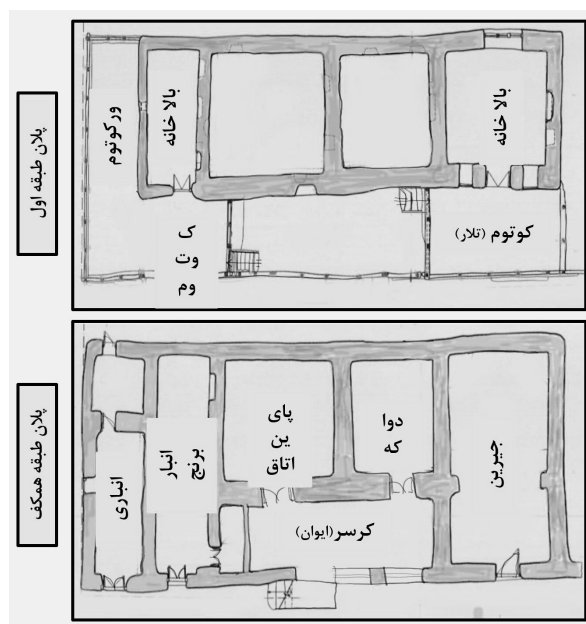 پلان طبقه اول
ورکوتوم
بالا خانه
بالا خانه
ک
وت
وم
کوتوم (تلار)
پلان طبقه همکف
انباری
انبار
برنج
پای
ین
اتاق
دوا
که
جیرین
کرسر(ایوان)